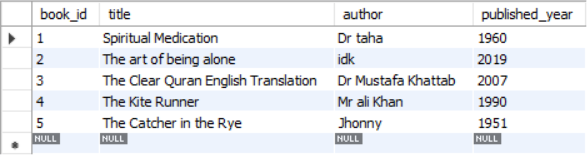 book_id title author published_year
1 Spiritual Medication Dr taha 1960
2 The art of being alone idk 2019
3 The Clear Quran English Translation Dr Mustafa Khattab 2007
4 The Kite Runner Mr ali Khan 1990
5 The Catcher in the Rye Jhonny 1951
NULL NULL NULL NULL